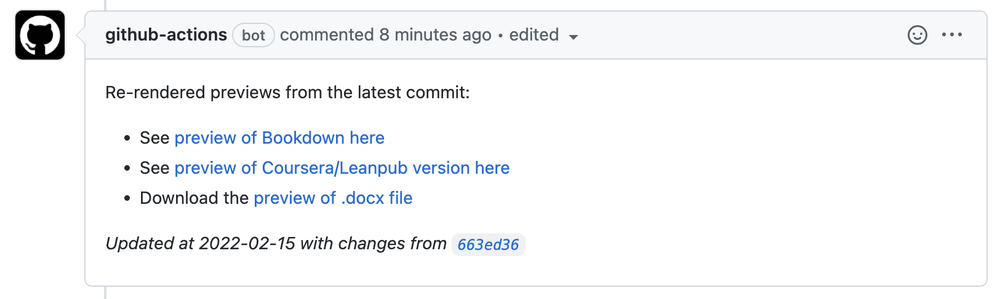 github-actions bot commented 8 minutes ago • edited
Re-rendered previews from the latest commit:
• See preview of Bookdown here
• See preview of Coursera/Leanpub version here
• Download the preview of .docx file
Updated at 2022-02-15 with changes from 663ed36